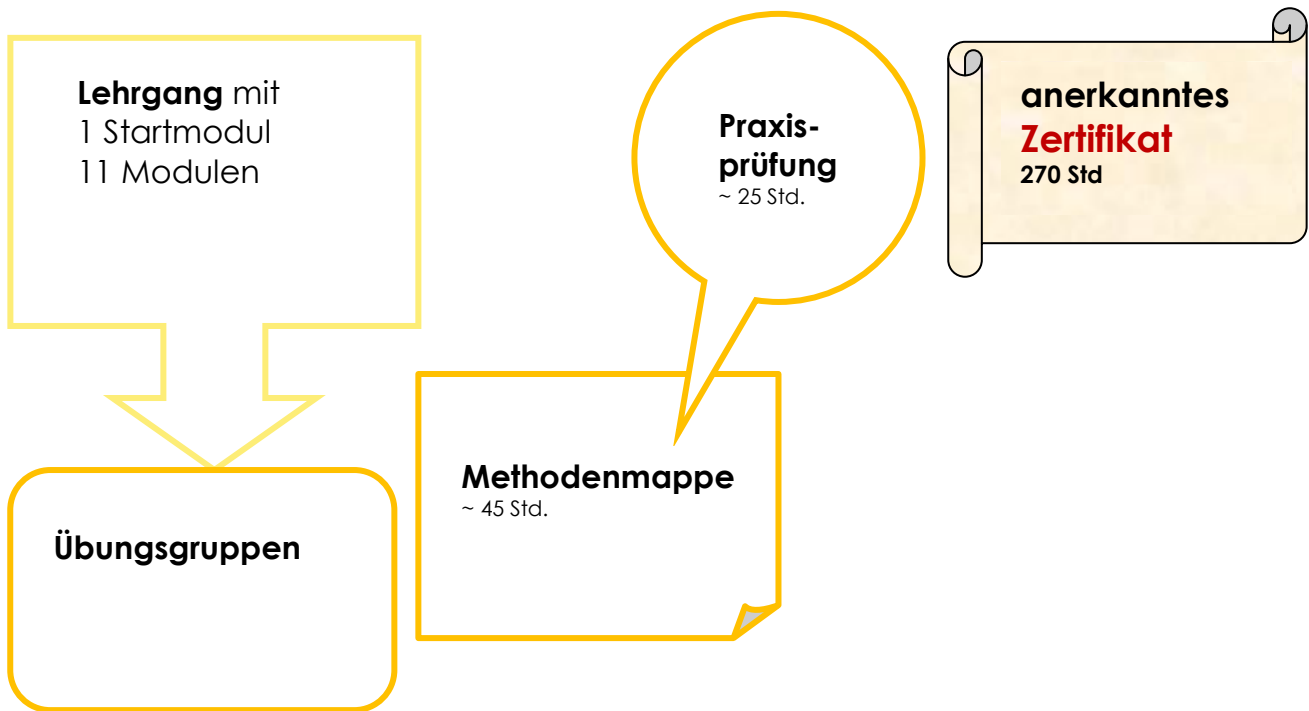 Lehrgang mit
1 Startmodul
11 Modulen
Praxis-
prüfung
~ 25 Std.
anerkanntes
Zertifikat
270 Std
Methodenmappe
~ 45 Std.
Übungsgruppen